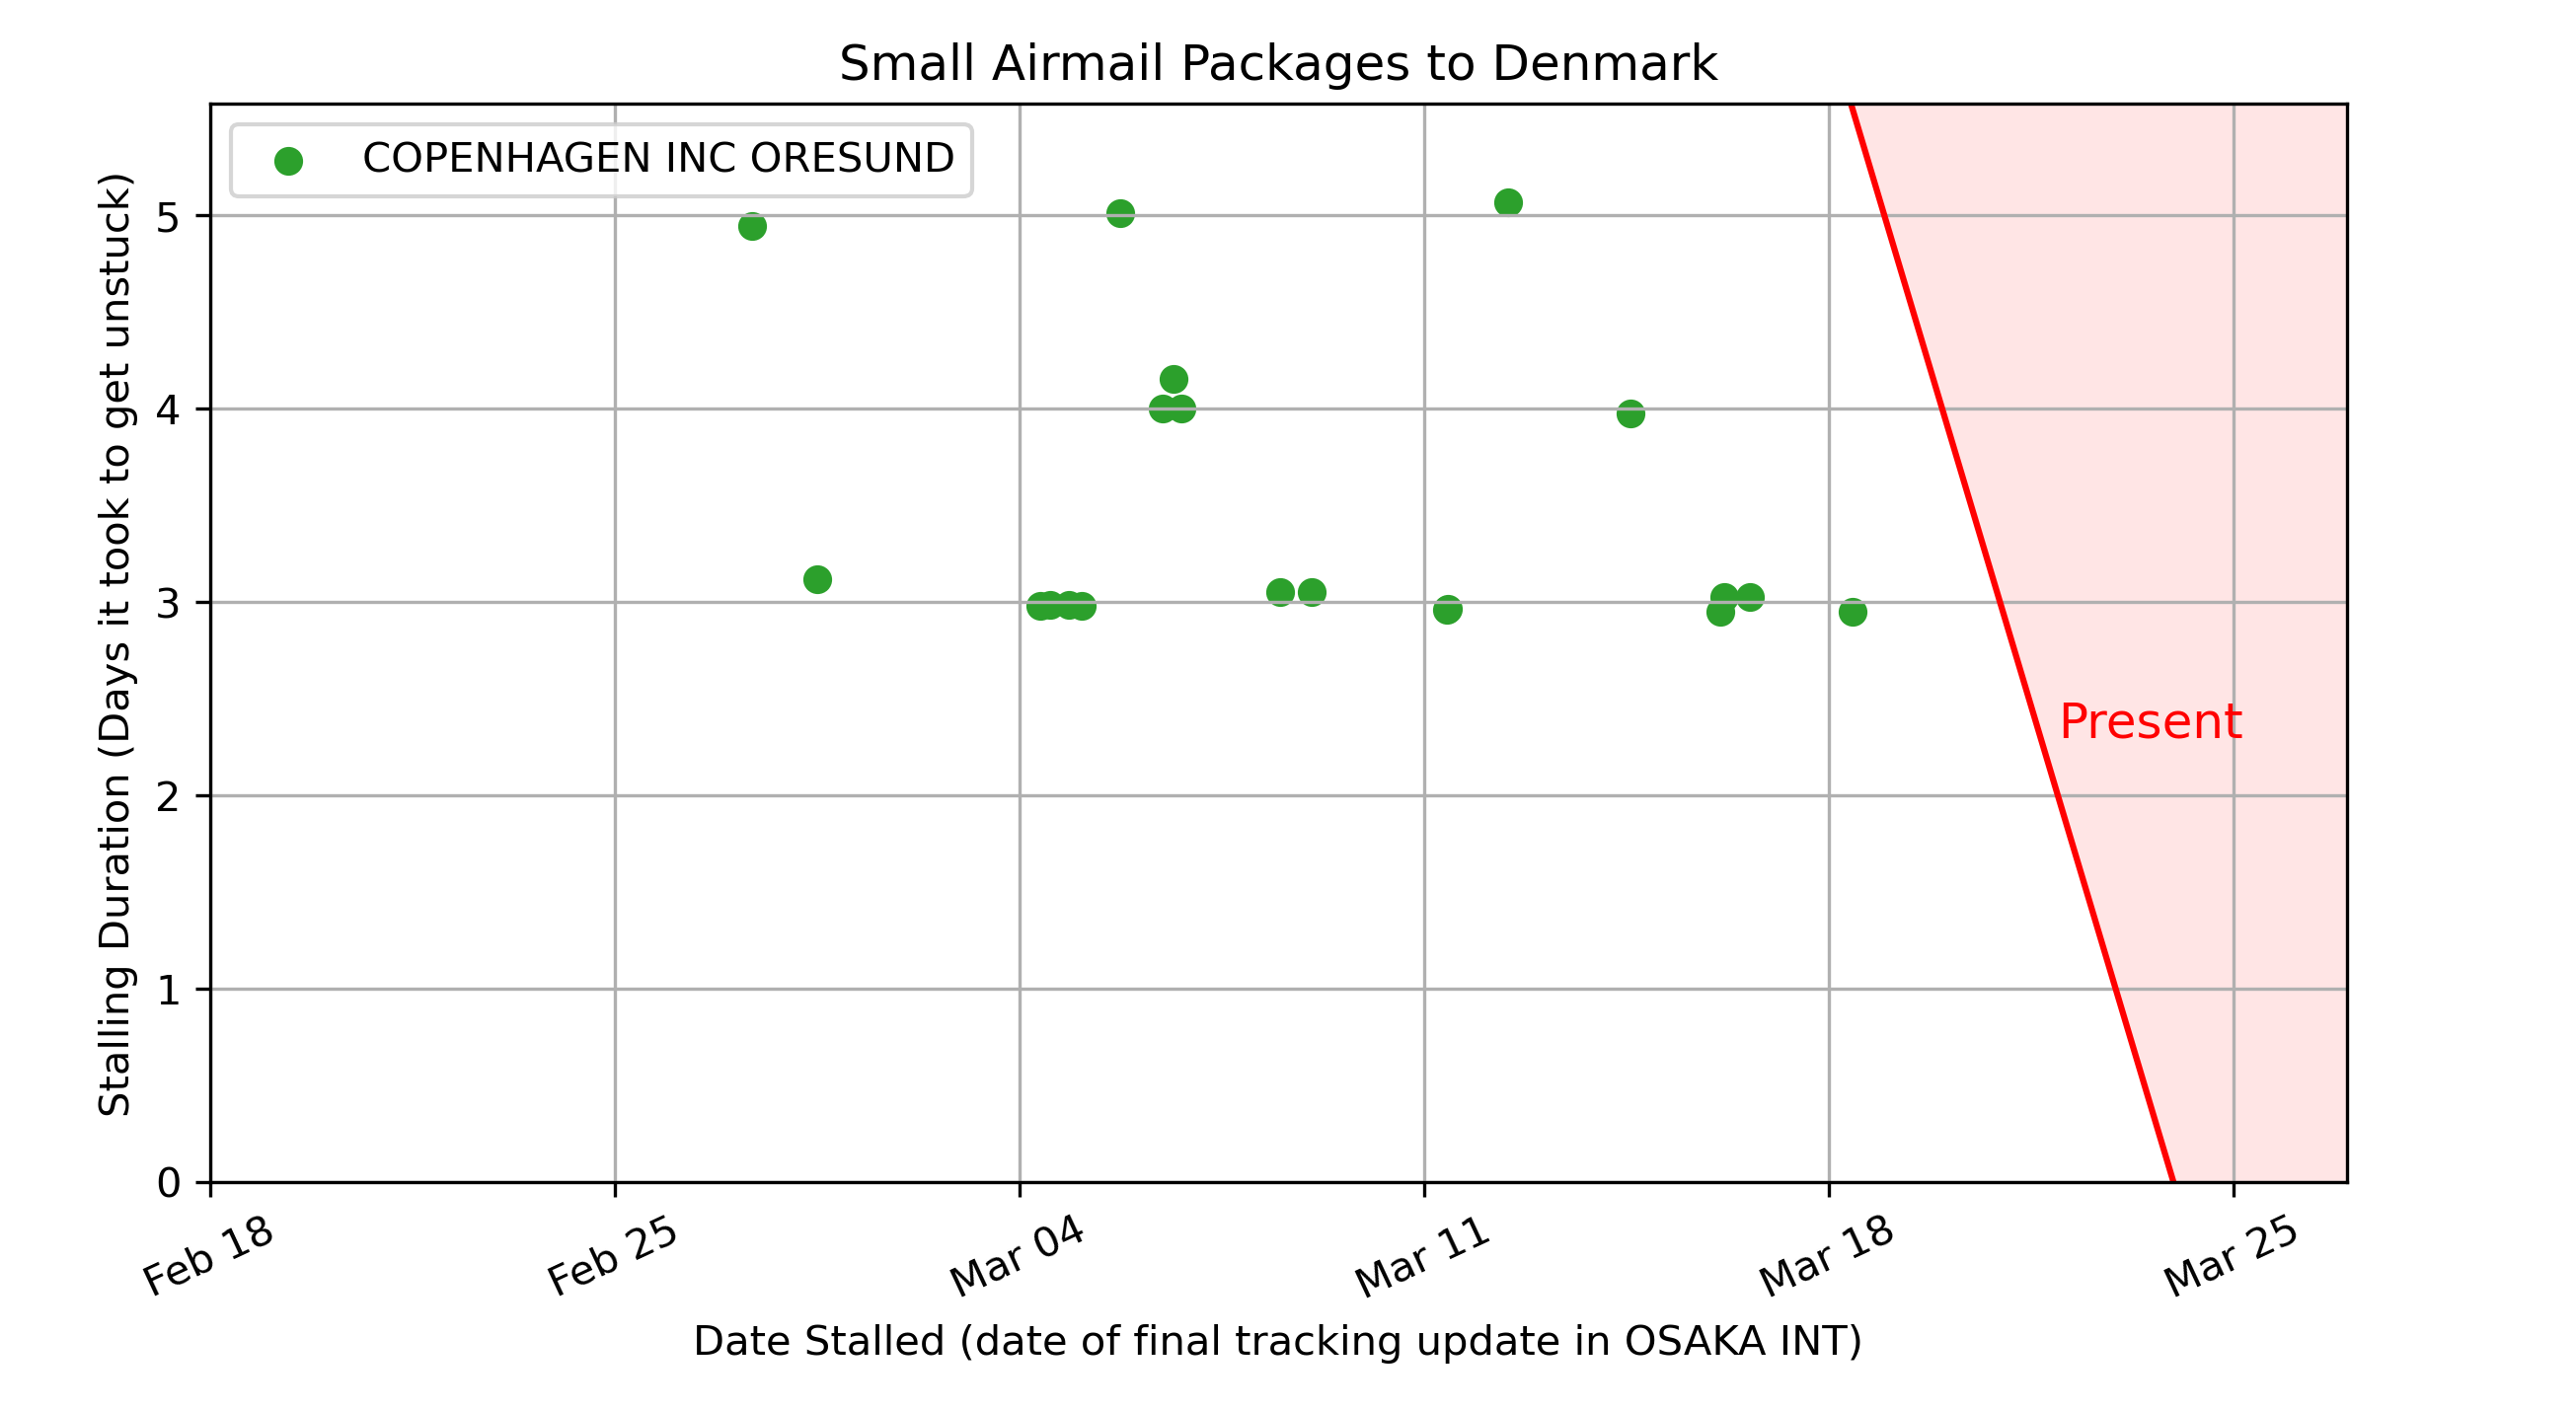 Small Airmail Packages to Denmark
COPENHAGEN INC ORESUND
Stalling Duration (Days it took to get unstuck)
5
4
3
2
1
0
Present
Feb 18
Feb 25
Mar 04
Mar 11
Mar 18
Mar 25
Date Stalled (date of final tracking update in OSAKA INT)